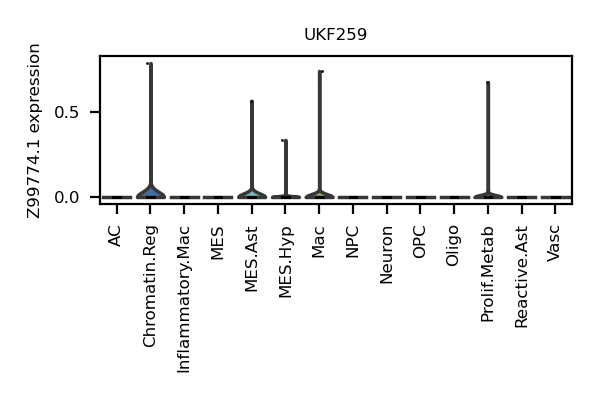 UKF259
Z99774.1 expression
0.5
0.0
AC
Chromatin.Reg
Inflammatory.Mac
MES
MES.Ast
MES.Hyp
Mac
NPC
Neuron
OPC
Oligo
Prolif.Metab
Reactive.Ast
Vasc